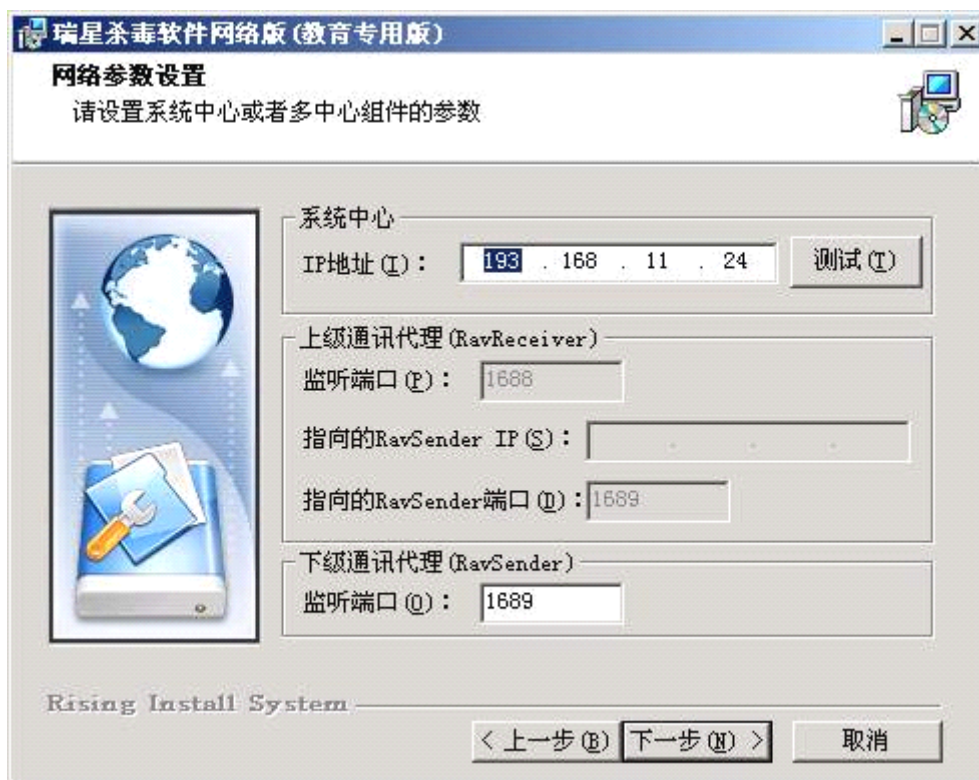 瑞星杀毒软件网络版(教育专用版)
网络参数设置
请设置系统中心或者多中心组件的参数
系统中心
IP地址(I)： 193 . 168 . 11 . 24 测试(T)
上级通讯代理(RavReceiver)
监听端口(P)： 1688
指向的RavSender IP(S)： . . .
指向的RavSender端口(D)：1689
下级通讯代理(RavSender)
监听端口(O)： 1689
Rising Install System
< 上一步(B) 下一步(N) > 取消